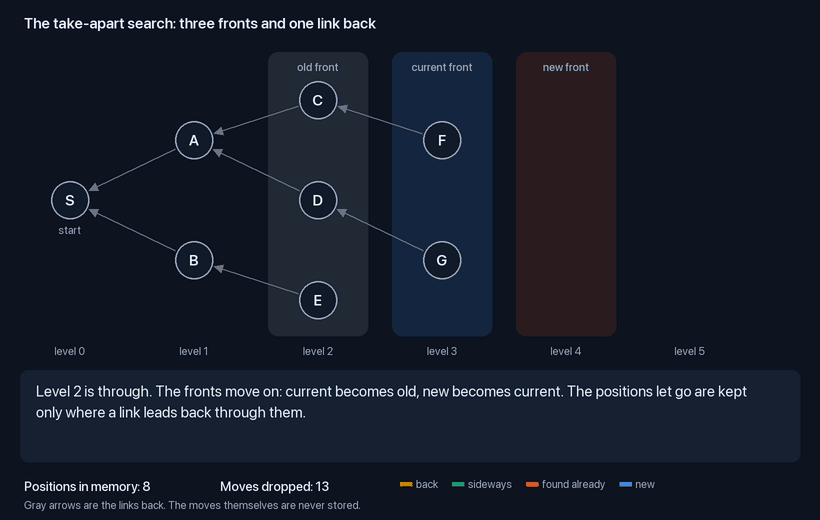 The take-apart search: three fronts and one link back
old front
current front
new front
C
A
F
S
D
start
B
G
E
level 0
level 1
level 2
level 3
level 4
level 5
Level 2 is through. The fronts move on: current becomes old, new becomes current. The positions let go are kept
only where a link leads back through them.
Positions in memory: 8
Moves dropped: 13
back
sideways
found already
new
Gray arrows are the links back. The moves themselves are never stored.